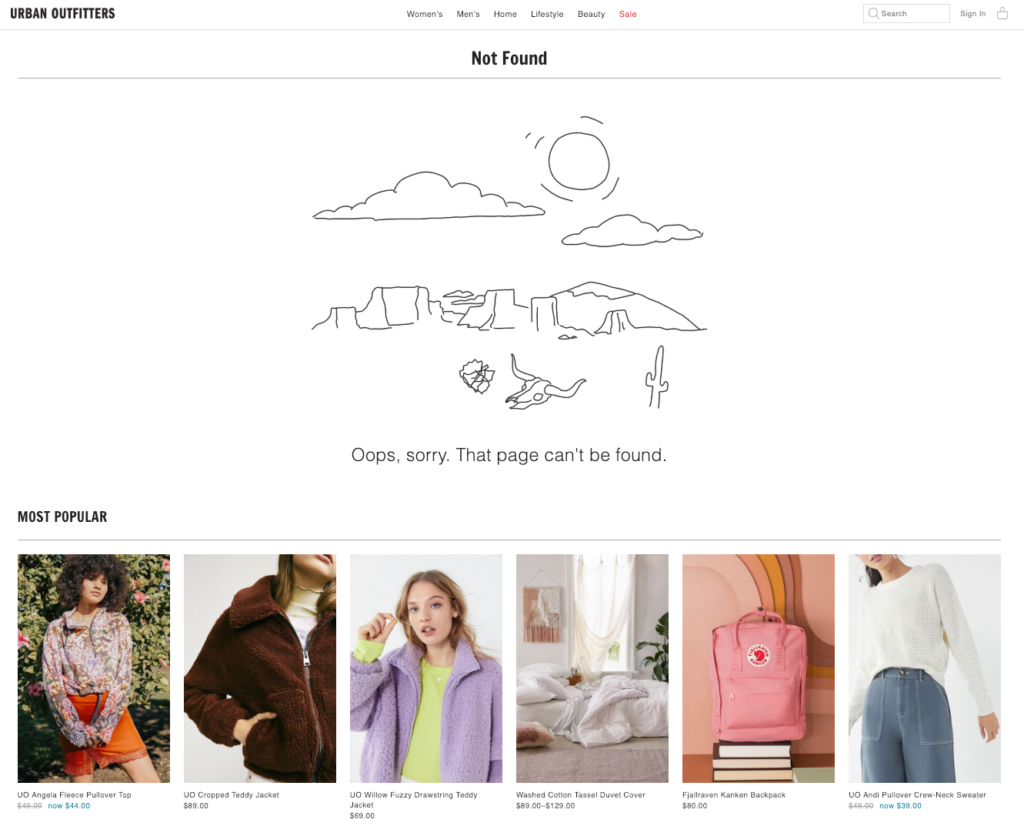 URBAN OUTFITTERS
Women's Men's Home Lifestyle Beauty Sale
Search
Sign In
Not Found
Oops, sorry. That page can't be found.
MOST POPULAR
UO Angela Fleece Pullover Top
$49.00 now $44.00
UO Cropped Teddy Jacket
$89.00
UO Willow Fuzzy Drawstring Teddy
Jacket
$69.00
Washed Cotton Tassel Duvet Cover
$89.00–$129.00
Fjallraven Kanken Backpack
$80.00
UO Andi Pullover Crew-Neck Sweater
$49.00 now $39.00